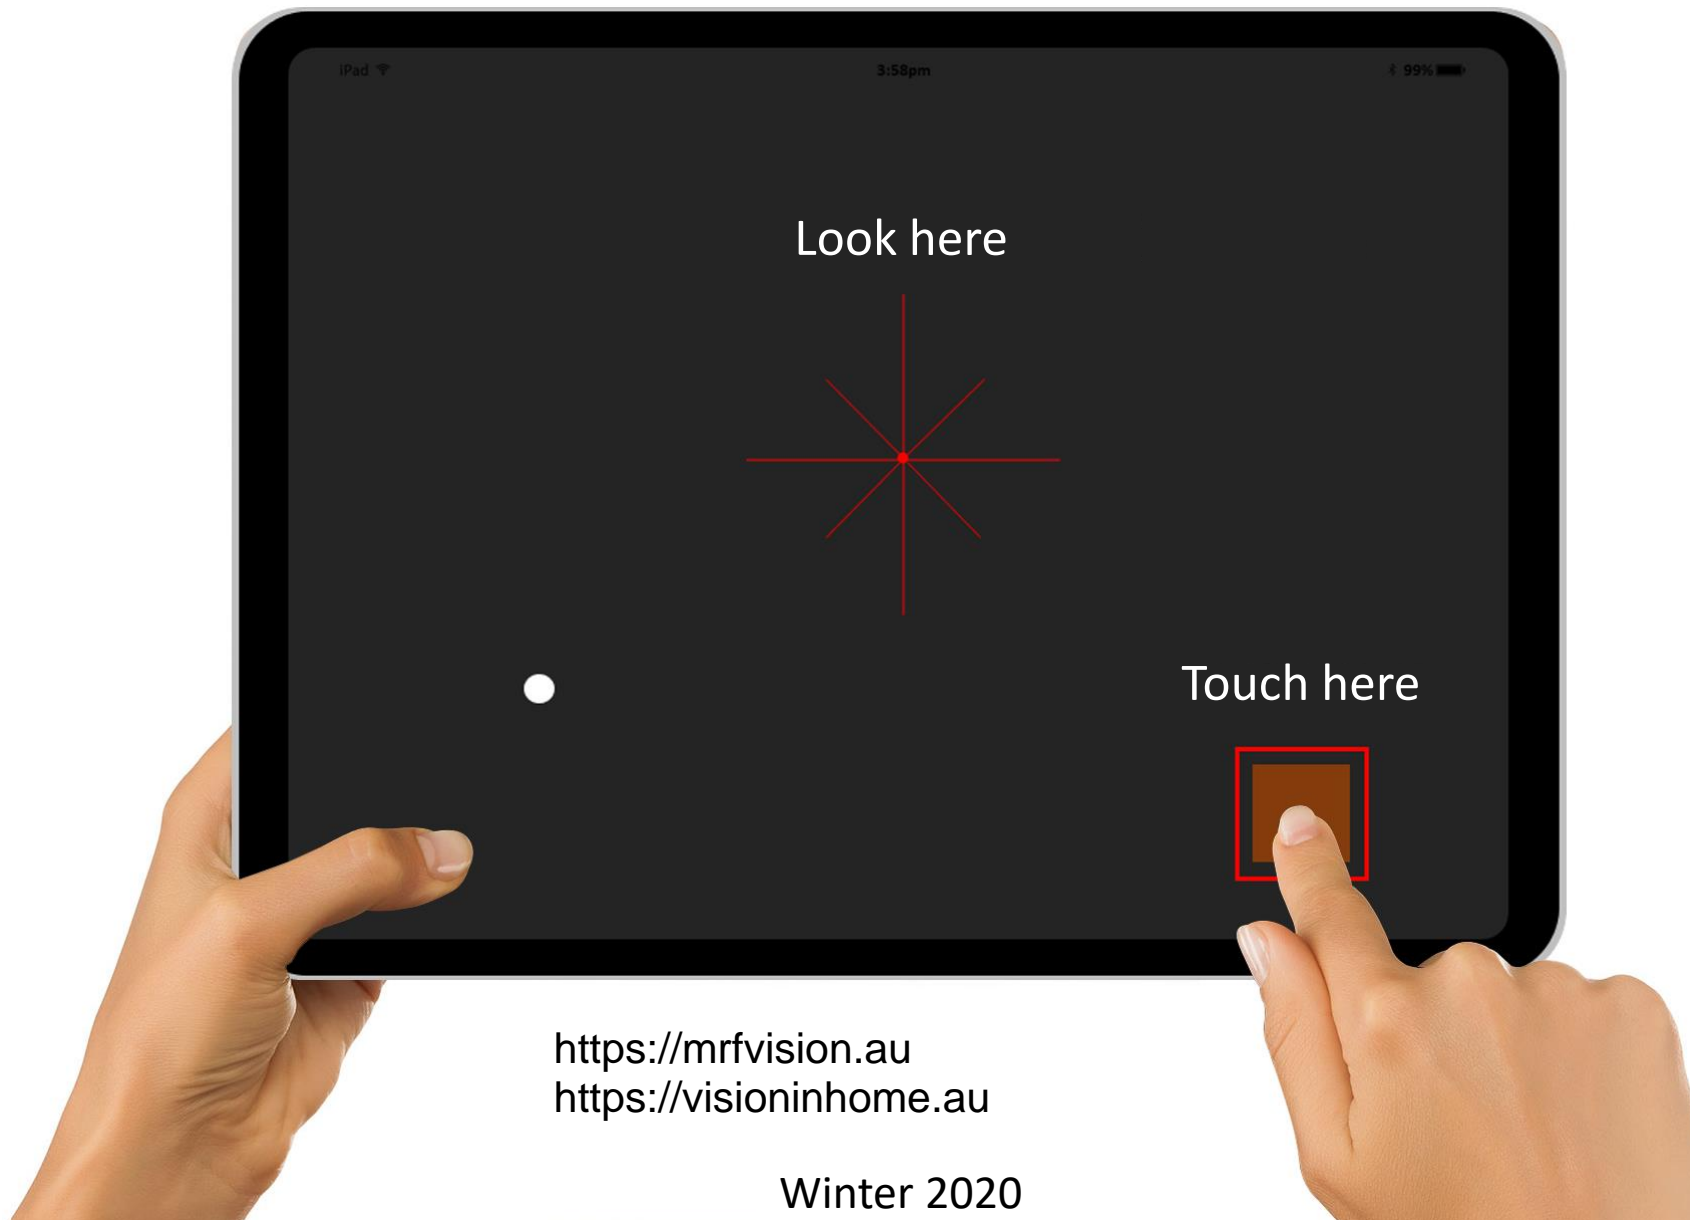 iPad 3:58pm 99%
Look here
Touch here
https://mrfvision.au
https://visioninhome.au
Winter 2020